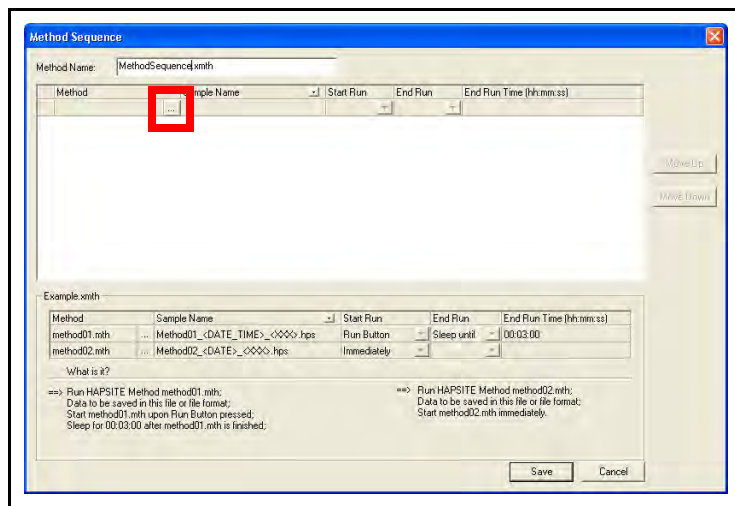 Method Sequence
Method Name: MethodSequence.xmth
Method ... Sample Name Start Run End Run End Run Time (hh:mm:ss)
...
Move Up
Move Down
Example.xmth
Method Sample Name Start Run End Run End Run Time (hh:mm:ss)
method01.mth ... Method01_<DATE_TIME>_<XXX>.hps Run Button Sleep until 00:03:00
method02.mth ... Method02_<DATE>_<XXX>.hps Immediately
What is it?
==> Run HAPSITE Method method01.mth;
Data to be saved in this file or file format;
Start method01.mth upon Run Button pressed;
Sleep for 00:03:00 after method01.mth is finished;
==> Run HAPSITE Method method02.mth;
Data to be saved in this file or file format;
Start method02.mth immediately.
Save Cancel